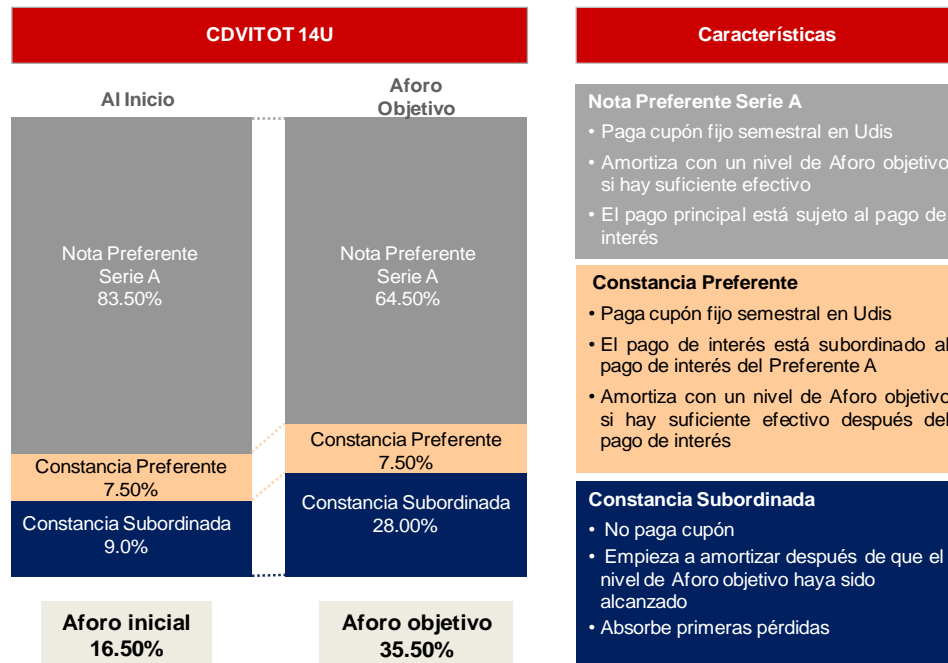 CDVITOT 14U
Al Inicio
Aforo
Objetivo
Nota Preferente
Serie A
83.50%
Nota Preferente
Serie A
64.50%
Constancia Preferente
7.50%
Constancia Preferente
7.50%
Constancia Subordinada
9.0%
Constancia Subordinada
28.00%
Aforo inicial
16.50%
Aforo objetivo
35.50%
Características
Nota Preferente Serie A
• Paga cupón fijo semestral en Udis
• Amortiza con un nivel de Aforo objetivo
si hay suficiente efectivo
• El pago principal está sujeto al pago de
interés
Constancia Preferente
• Paga cupón fijo semestral en Udis
• El pago de interés está subordinado al
pago de interés del Preferente A
• Amortiza con un nivel de Aforo objetivo
si hay suficiente efectivo después del
pago de interés
Constancia Subordinada
• No paga cupón
• Empieza a amortizar después de que el
nivel de Aforo objetivo haya sido
alcanzado
• Absorbe primeras pérdidas